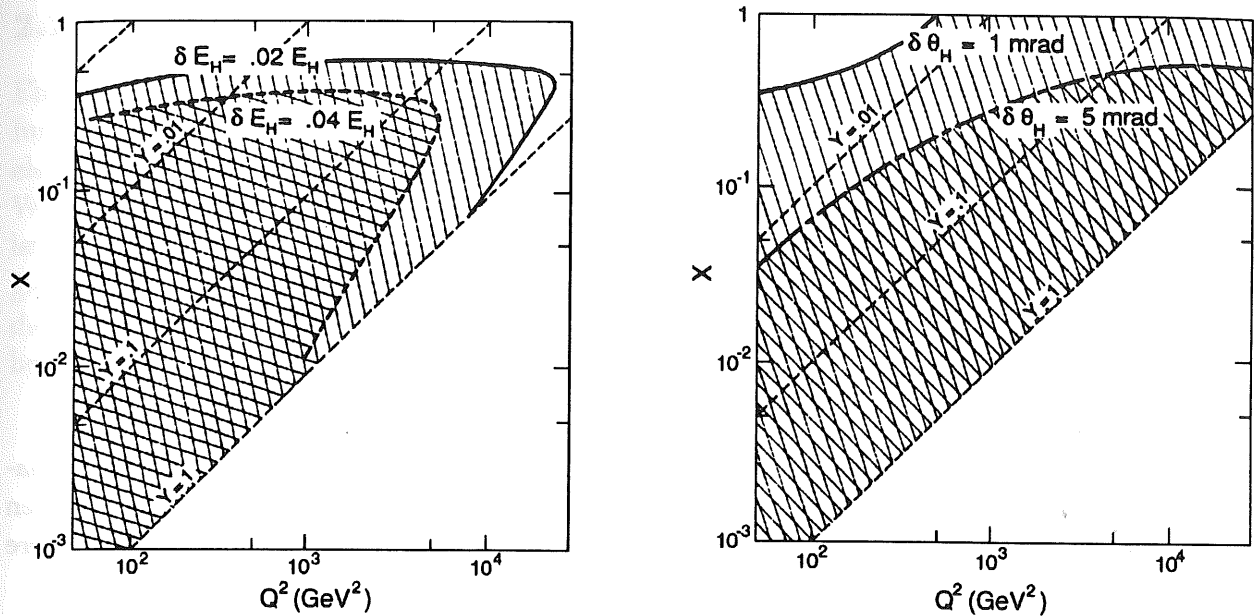 1
δ E_H = .02 E_H
δ E_H = .04 E_H
Y = .01
10^-1
X
Y = .1
10^-2
Y = 1
10^-3
10^2
10^3
10^4
Q^2 (GeV^2)
1
δ θ_H = 1 mrad
δ θ_H = 5 mrad
Y = .01
10^-1
Y = .1
X
Y = 1
10^-2
10^-3
10^2
10^3
10^4
Q^2 (GeV^2)